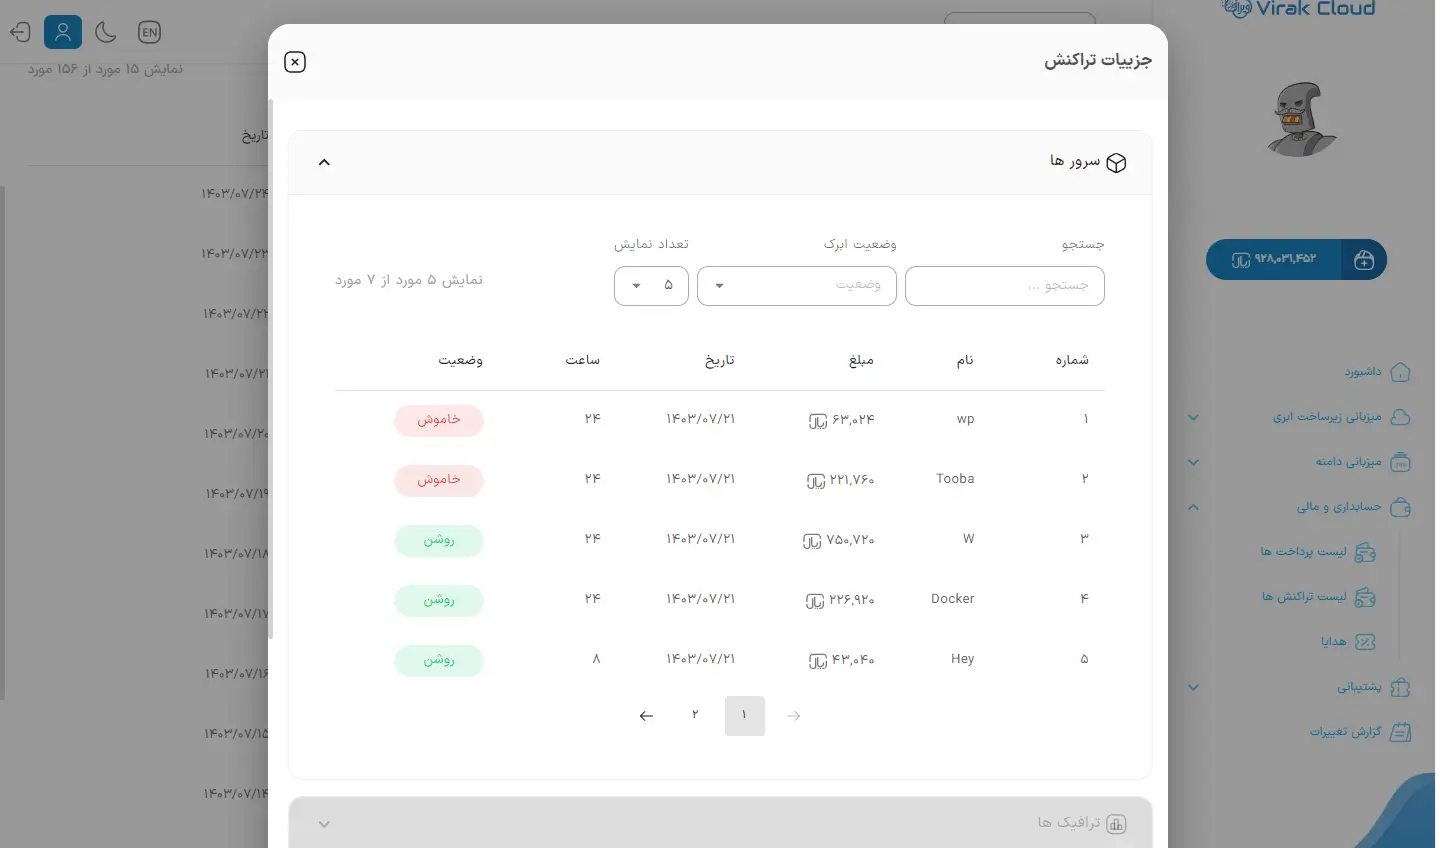 Virak Cloud
EN
نمایش ۱۵ مورد از ۱۵۶ مورد
تاریخ
۱۴۰۳/۰۷/۲۴
۱۴۰۳/۰۷/۲۳
۱۴۰۳/۰۷/۲۲
۱۴۰۳/۰۷/۲۱
۱۴۰۳/۰۷/۲۰
۱۴۰۳/۰۷/۱۹
۱۴۰۳/۰۷/۱۸
۱۴۰۳/۰۷/۱۷
۱۴۰۳/۰۷/۱۶
۱۴۰۳/۰۷/۱۵
۱۴۰۳/۰۷/۱۴
جزییات تراکنش
سرور ها
جستجو وضعیت ابرک تعداد نمایش
جستجو ... وضعیت ۵ نمایش ۵ مورد از ۷ مورد
شماره نام مبلغ تاریخ ساعت وضعیت
۱ wp ۶۳,۰۲۴ ریال ۱۴۰۳/۰۷/۲۱ ۲۴ خاموش
۲ Tooba ۲۲۱,۷۶۰ ریال ۱۴۰۳/۰۷/۲۱ ۲۴ خاموش
۳ W ۷۵۰,۷۲۰ ریال ۱۴۰۳/۰۷/۲۱ ۲۴ روشن
۴ Docker ۲۲۶,۹۲۰ ریال ۱۴۰۳/۰۷/۲۱ ۲۴ روشن
۵ Hey ۴۳,۰۴۰ ریال ۱۴۰۳/۰۷/۲۱ ۸ روشن
۱ ۲
ترافیک ها
۹۲۸,۰۳۱,۴۵۲ ریال
داشبورد
میزبانی زیرساخت ابری
میزبانی دامنه
حسابداری و مالی
لیست پرداخت ها
لیست تراکنش ها
هدایا
پشتیبانی
گزارش تغییرات